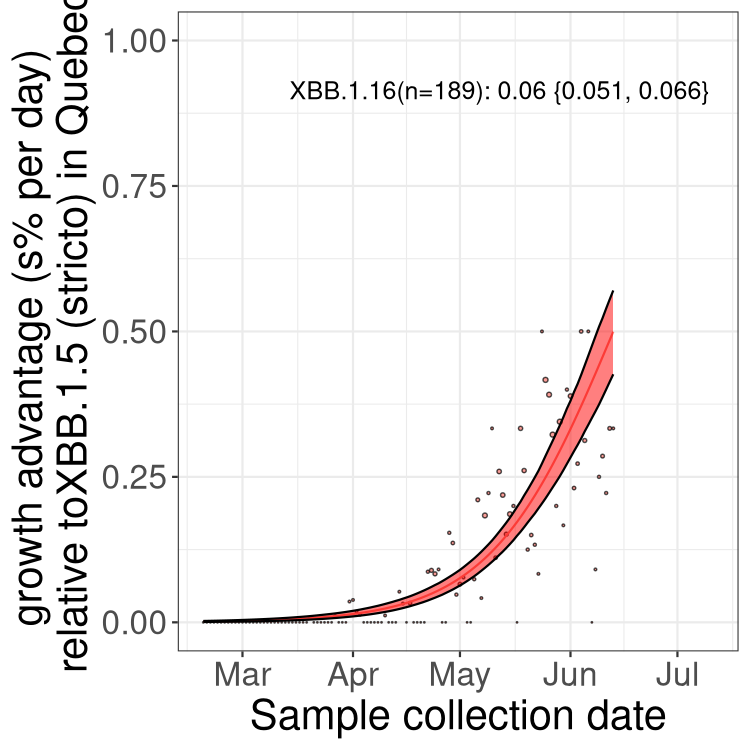 growth advantage (s% per day)
relative toXBB.1.5 (stricto) in Quebec
1.00
0.75
0.50
0.25
0.00
XBB.1.16(n=189): 0.06 {0.051, 0.066}
Mar Apr May Jun Jul
Sample collection date